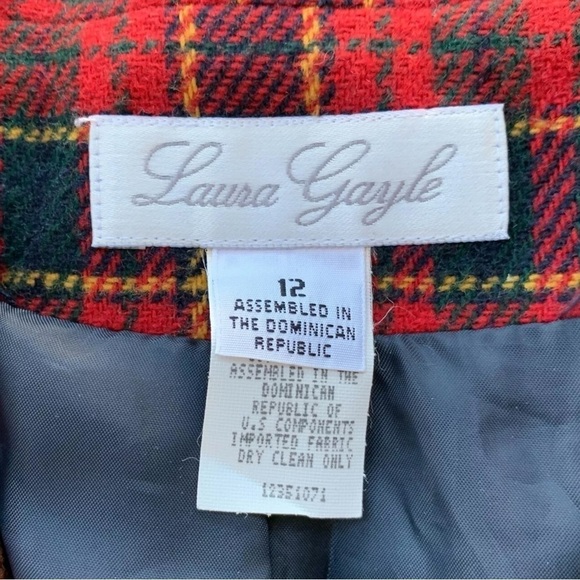 Laura Gayle
12
ASSEMBLED IN
THE DOMINICAN
REPUBLIC
ASSEMBLED IN THE
DOMINICAN
REPUBLIC OF
U.S COMPONENTS
IMPORTED FABRIC
DRY CLEAN ONLY
12351071